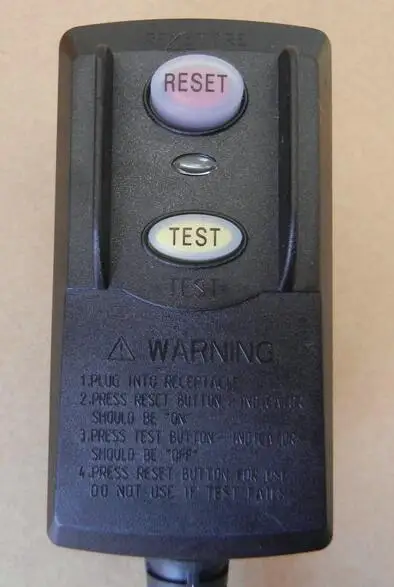 RESET
TEST
TEST
WARNING
1.PLUG INTO RECEPTACLE
2.PRESS RESET BUTTON - INDICATOR
SHOULD BE "ON"
3.PRESS TEST BUTTON - INDICATOR
SHOULD BE "OFF"
4.PRESS RESET BUTTON FOR USE
DO NOT USE IF TEST FAILS